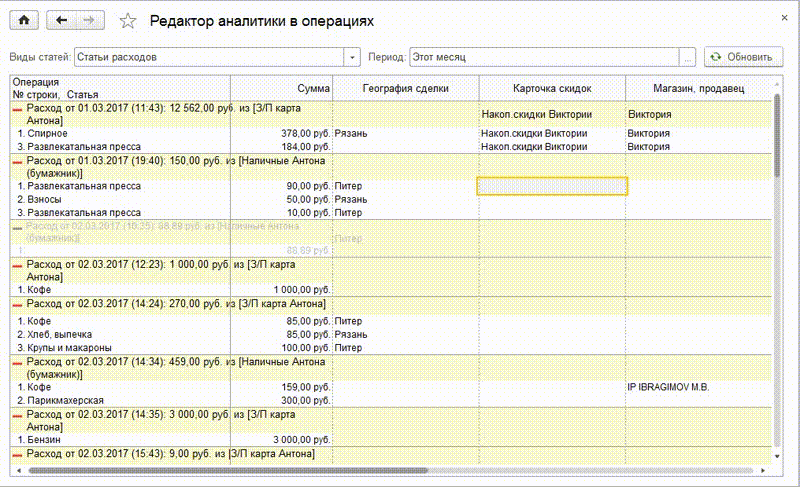 Редактор аналитики в операциях
Виды статей: Статьи расходов Период: Этот месяц ... Обновить
Операция
№ строки, Статья Сумма География сделки Карточка скидок Магазин, продавец
Расход от 01.03.2017 (11:43): 12 562,00 руб. из [З/П карта
Антона] Накоп.скидки Виктории Виктория
1. Спирное 378,00 руб. Рязань Накоп.скидки Виктории Виктория
3. Развлекательная пресса 184,00 руб. Накоп.скидки Виктории Виктория
Расход от 01.03.2017 (19:40): 150,00 руб. из [Наличные Антона
(бумажник)]
1. Развлекательная пресса 90,00 руб. Питер
2. Взносы 50,00 руб. Рязань
3. Развлекательная пресса 10,00 руб. Питер
Расход от 02.03.2017 (10:35): 88,89 руб. из [Наличные Антона
(бумажник)] Питер
1. 88,89 руб.
Расход от 02.03.2017 (12:23): 1 000,00 руб. из [З/П карта
Антона]
1. Кофе 1 000,00 руб.
Расход от 02.03.2017 (14:24): 270,00 руб. из [З/П карта Антона]
1. Кофе 85,00 руб. Питер
2. Хлеб, выпечка 85,00 руб. Рязань
3. Крупы и макароны 100,00 руб. Питер
Расход от 02.03.2017 (14:34): 459,00 руб. из [Наличные Антона
(бумажник)]
1. Кофе 159,00 руб. IP IBRAGIMOV M.B.
2. Парикмахерская 300,00 руб.
Расход от 02.03.2017 (14:35): 3 000,00 руб. из [З/П карта
Антона]
1. Бензин 3 000,00 руб.
Расход от 02.03.2017 (15:43): 9,00 руб. из [З/П карта Антона]